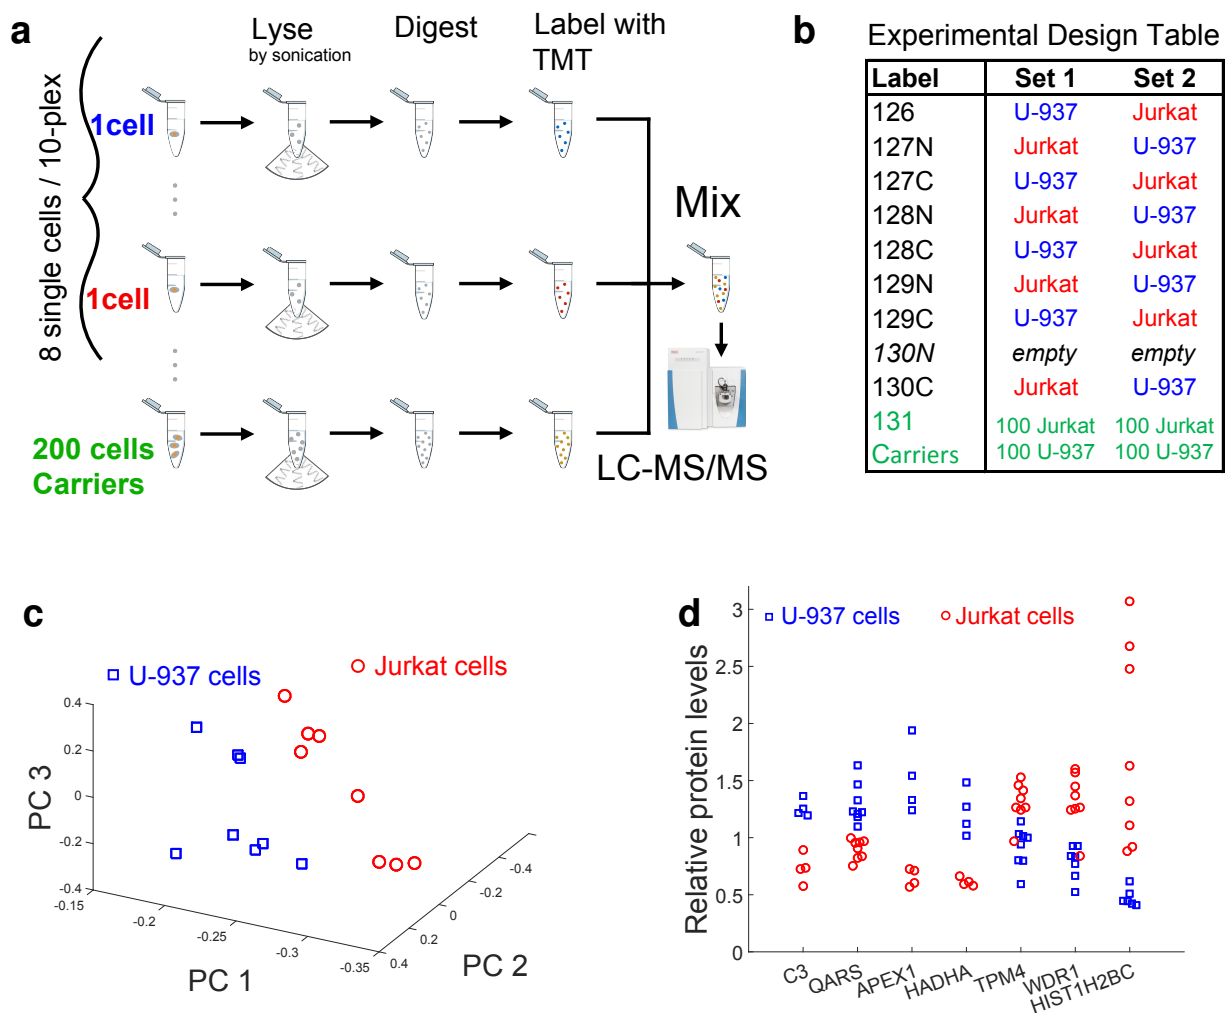 a
Lyse
by sonication
Digest
Label with
TMT
8 single cells / 10-plex
1cell
1cell
200 cells
Carriers
Mix
LC-MS/MS
b
Experimental Design Table
Label Set 1 Set 2
126 U-937 Jurkat
127N Jurkat U-937
127C U-937 Jurkat
128N Jurkat U-937
128C U-937 Jurkat
129N Jurkat U-937
129C U-937 Jurkat
130N empty empty
130C Jurkat U-937
131 100 Jurkat 100 Jurkat
Carriers 100 U-937 100 U-937
c
U-937 cells
Jurkat cells
PC 3
0.4
0.2
0
-0.2
-0.4
-0.15
-0.2
-0.25
-0.3
-0.35
PC 1
0.4
0.2
0
-0.2
-0.4
PC 2
d
U-937 cells
Jurkat cells
Relative protein levels
3
2.5
2
1.5
1
0.5
0
C3
QARS
APEX1
HADHA
TPM4
WDR1
HIST1H2BC